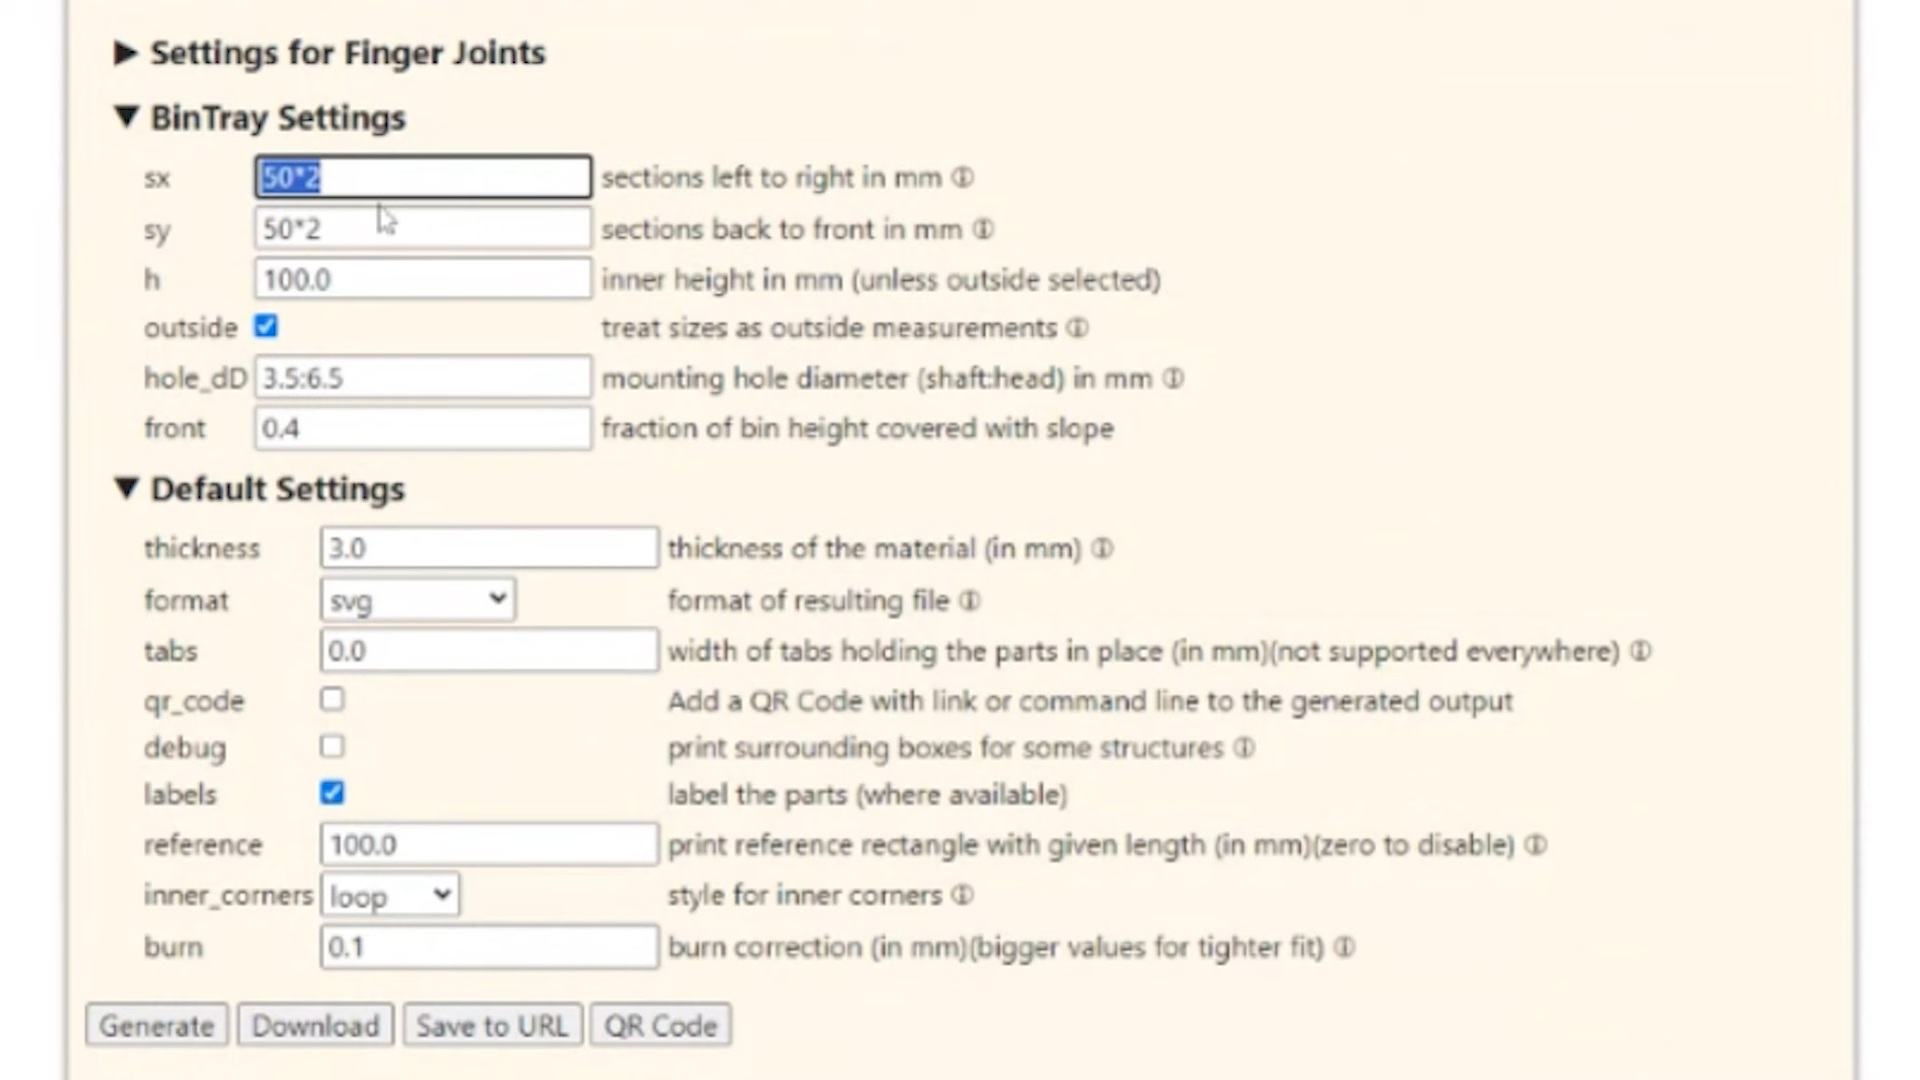 Settings for Finger Joints
BinTray Settings
sx 50*2 sections left to right in mm
sy 50*2 sections back to front in mm
h 100.0 inner height in mm (unless outside selected)
outside treat sizes as outside measurements
hole_dD 3.5:6.5 mounting hole diameter (shaft:head) in mm
front 0.4 fraction of bin height covered with slope
Default Settings
thickness 3.0 thickness of the material (in mm)
format svg format of resulting file
tabs 0.0 width of tabs holding the parts in place (in mm)(not supported everywhere)
qr_code Add a QR Code with link or command line to the generated output
debug print surrounding boxes for some structures
labels label the parts (where available)
reference 100.0 print reference rectangle with given length (in mm)(zero to disable)
inner_corners loop style for inner corners
burn 0.1 burn correction (in mm)(bigger values for tighter fit)
Generate Download Save to URL QR Code